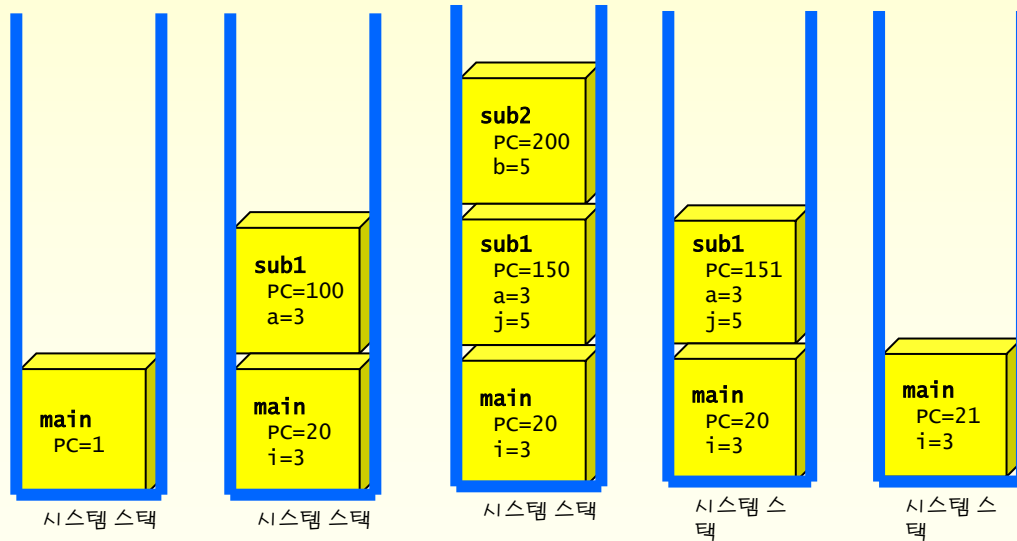 main
PC=1
시스템 스택
sub1
PC=100
a=3
main
PC=20
i=3
시스템 스택
sub2
PC=200
b=5
sub1
PC=150
a=3
j=5
main
PC=20
i=3
시스템 스택
sub1
PC=151
a=3
j=5
main
PC=20
i=3
시스템 스
택
main
PC=21
i=3
시스템 스
택